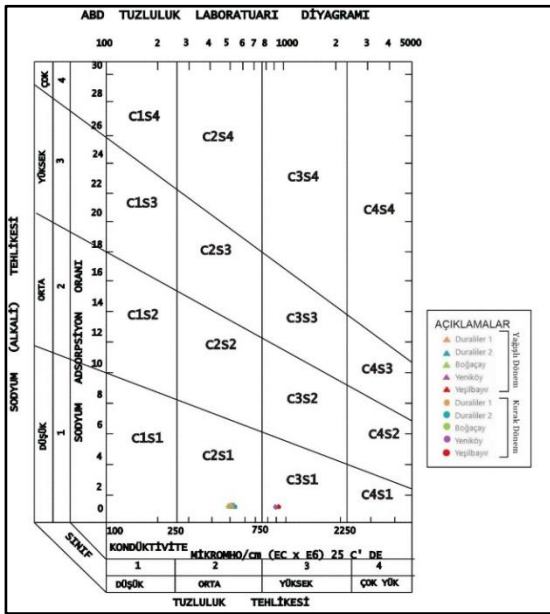 ABD TUZLULUK LABORATUARI DİYAGRAMI
100 2 3 4 5 6 7 8 1000 2 3 4 5000
SODYUM (ALKALİ) TEHLİKESİ
DÜŞÜK ORTA YÜKSEK ÇOK
1 2 3 4
SODYUM ADSORPSİYON ORANI
30
26
24
22
20
18
16
14
12
10
8
6
4
2
0
C1S4 C2S4 C3S4 C4S4
C1S3 C2S3 C3S3 C4S3
C1S2 C2S2 C3S2 C4S2
C1S1 C2S1 C3S1 C4S1
100 250 750 2250
SINIF
KONDÜKTİVİTE
MİKROMHO/cm (EC x E6) 25 C' DE
1 2 3 4
DÜŞÜK ORTA YÜKSEK ÇOK YÜK
TUZLULUK TEHLİKESİ
AÇIKLAMALAR
Duraliler 1
Duraliler 2
Boğaçay
Yeniköy
Yeşilbayır
Yağışlı Dönem
Duraliler 1
Duraliler 2
Boğaçay
Yeniköy
Yeşilbayır
Kurak Dönem